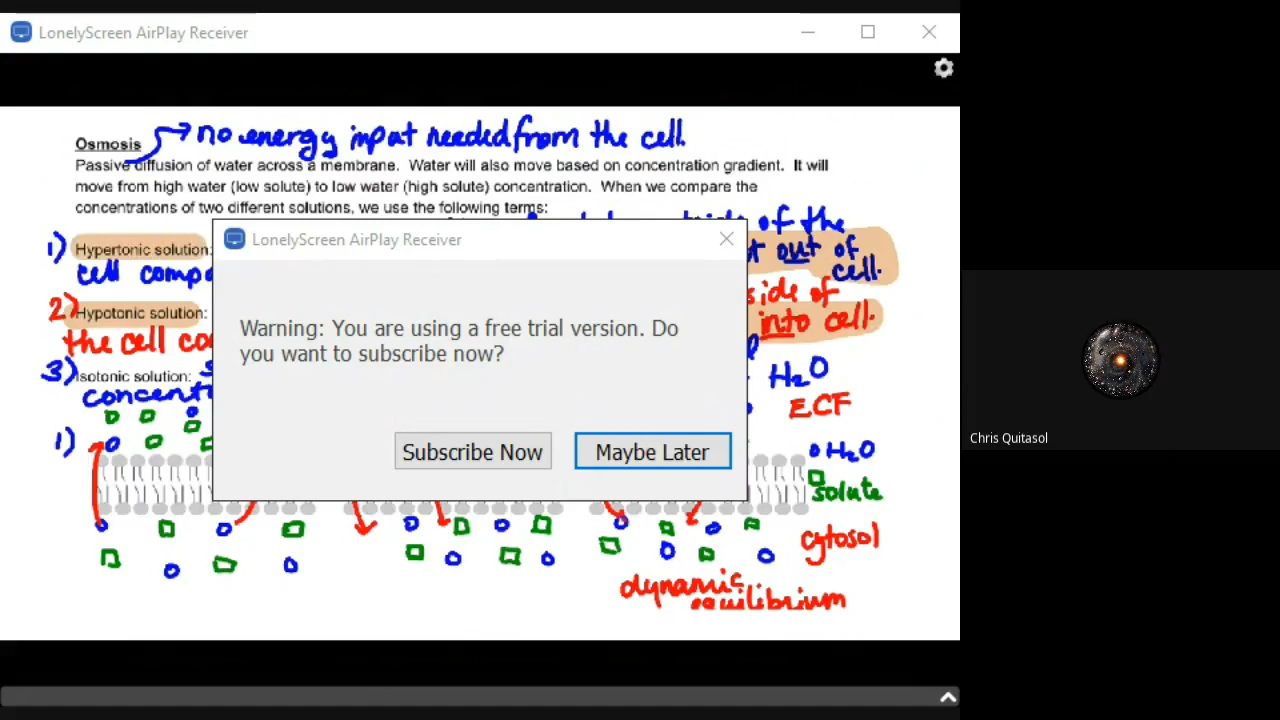 LonelyScreen AirPlay Receiver
Osmosis → no energy input needed from the cell.
Passive diffusion of water across a membrane. Water will also move based on concentration gradient. It will
move from high water (low solute) to low water (high solute) concentration. When we compare the
concentrations of two different solutions, we use the following terms:
of the
1) Hypertonic solution:
out of
cell comp
cell.
LonelyScreen AirPlay Receiver
Warning: You are using a free trial version. Do
you want to subscribe now?
Subscribe Now
Maybe Later
side of
2) Hypotonic solution:
into cell.
the cell co
3) Isotonic solution:
H2O
concent
ECF
1)
H2O
solute
cytosol
dynamic
equilibrium
Chris Quitasol